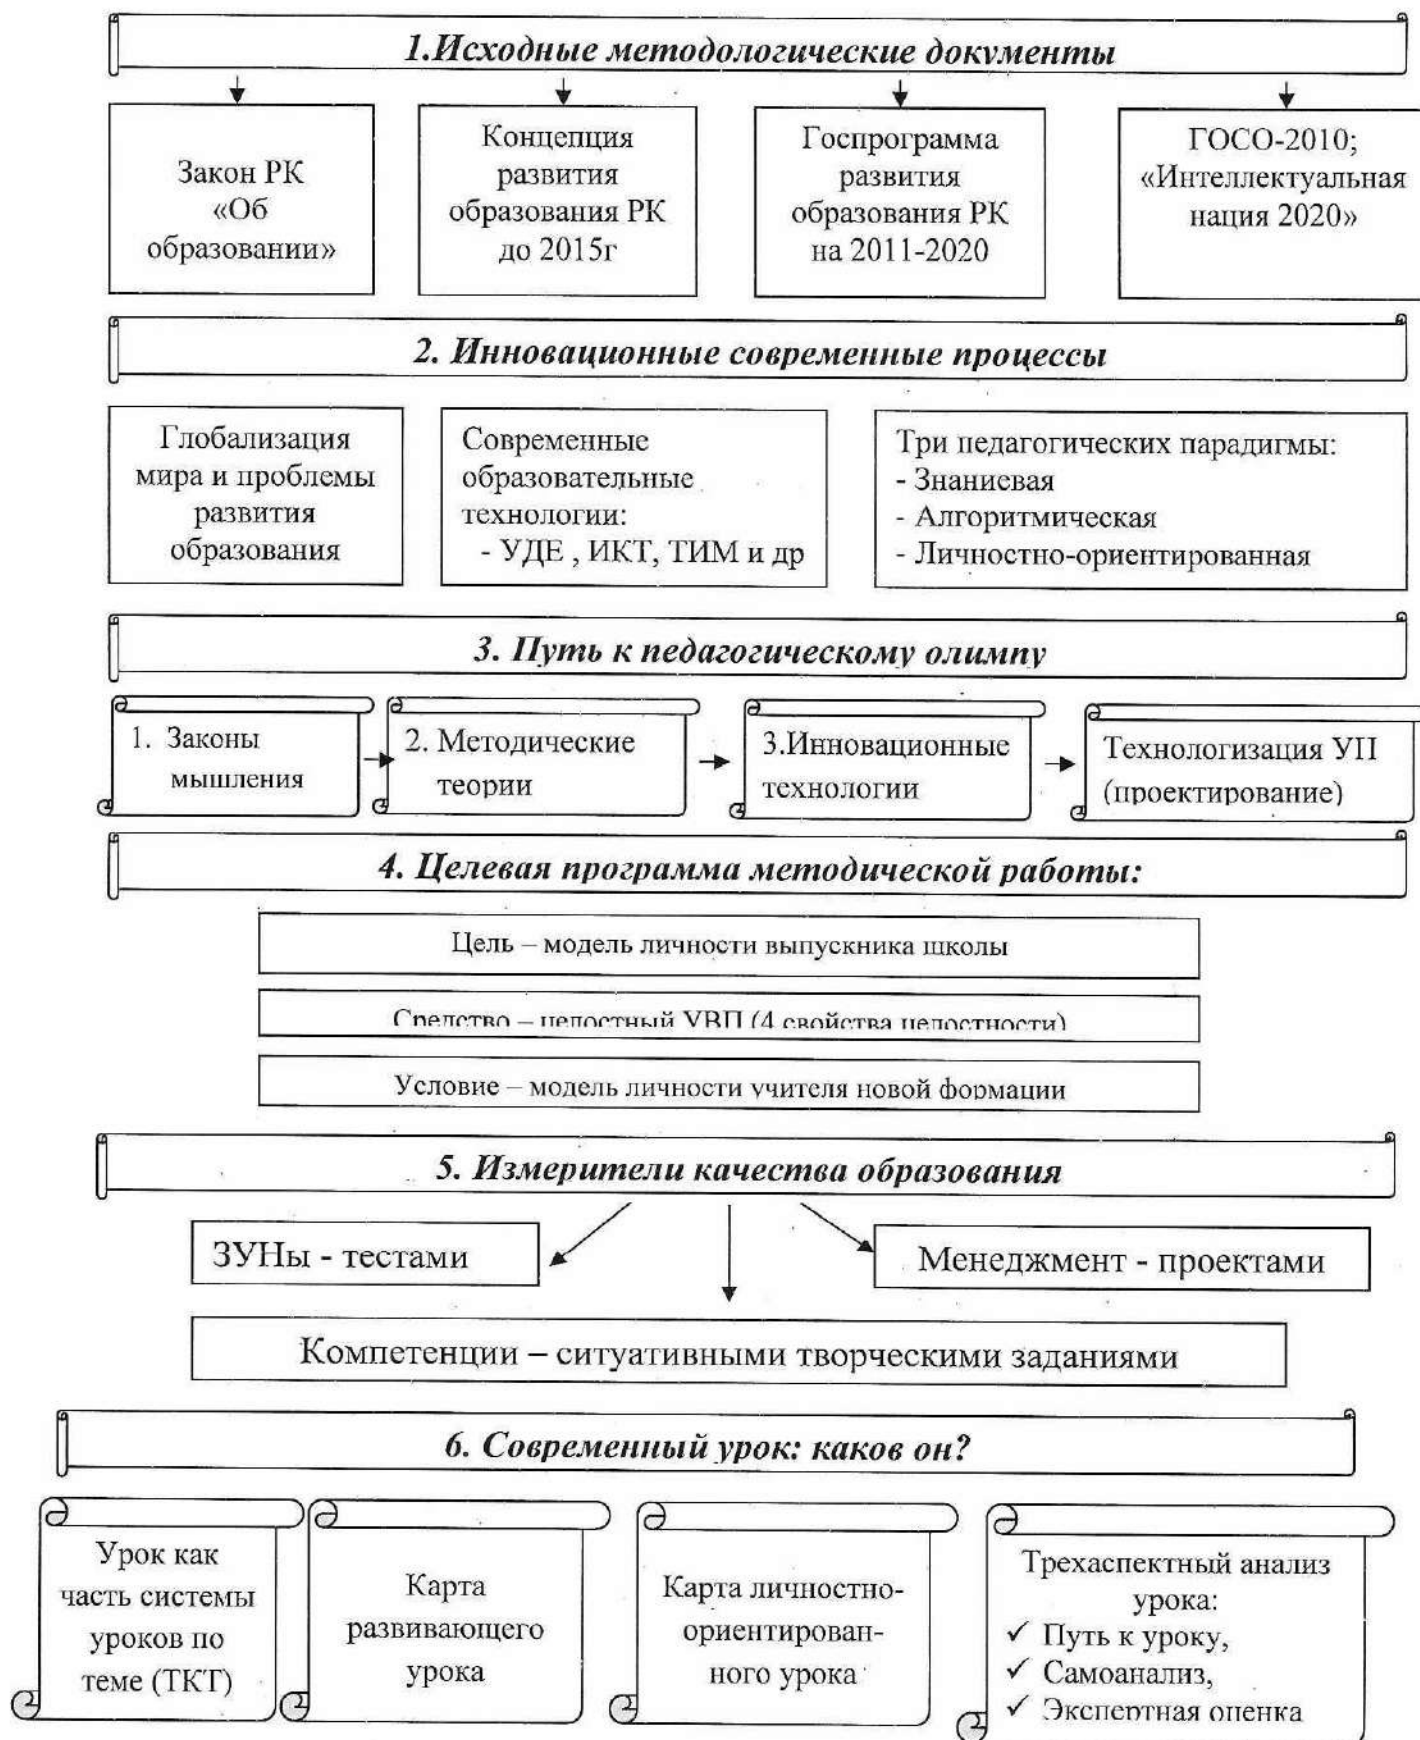 1.Исходные методологические документы
Закон РК
«Об
образовании»
Концепция
развития
образования РК
до 2015г
Госпрограмма
развития
образования РК
на 2011-2020
ГОСО-2010;
«Интеллектуальная
нация 2020»
2. Инновационные современные процессы
Глобализация
мира и проблемы
развития
образования
Современные
образовательные
технологии:
- УДЕ , ИКТ, ТИМ и др
Три педагогических парадигмы:
- Знаниевая
- Алгоритмическая
- Личностно-ориентированная
3. Путь к педагогическому олимпу
1. Законы
мышления
2. Методические
теории
3.Инновационные
технологии
Технологизация УП
(проектирование)
4. Целевая программа методической работы:
Цель – модель личности выпускника школы
Средство – целостный УВП (4 свойства целостности)
Условие – модель личности учителя новой формации
5. Измерители качества образования
ЗУНы - тестами
Менеджмент - проектами
Компетенции – ситуативными творческими заданиями
6. Современный урок: каков он?
Урок как
часть системы
уроков по
теме (ТКТ)
Карта
развивающего
урока
Карта личностно-
ориентирован-
ного урока
Трехаспектный анализ
урока:
✓ Путь к уроку,
✓ Самоанализ,
✓ Экспертная оценка